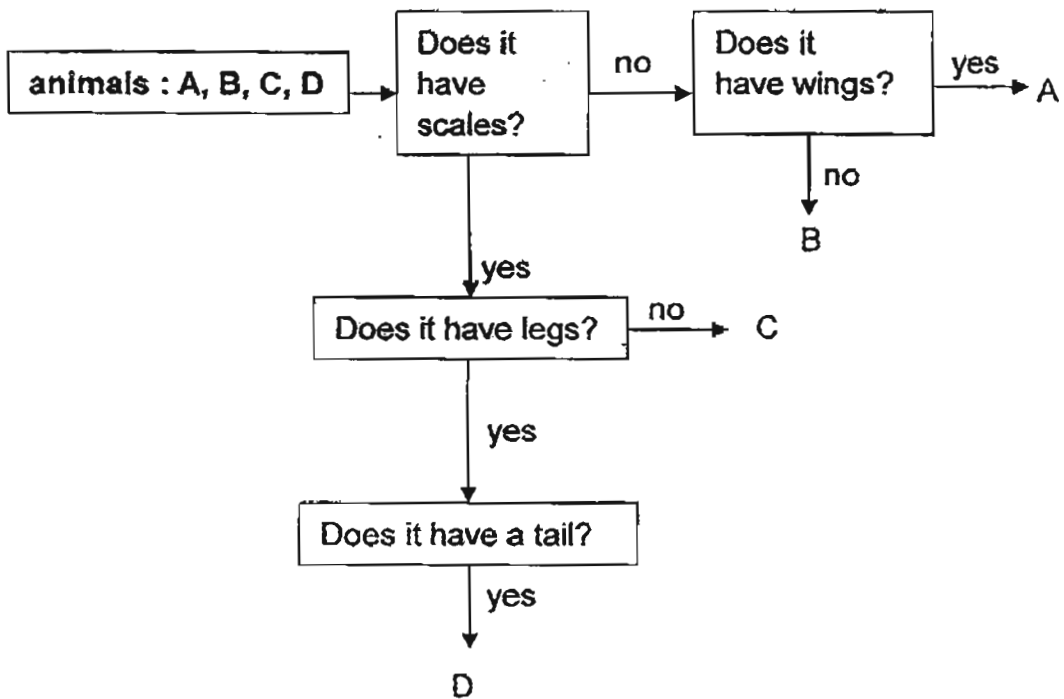 animals : A, B, C, D
Does it
have
scales?
no
Does it
have wings?
yes
A
no
B
yes
Does it have legs?
no
C
yes
Does it have a tail?
yes
D